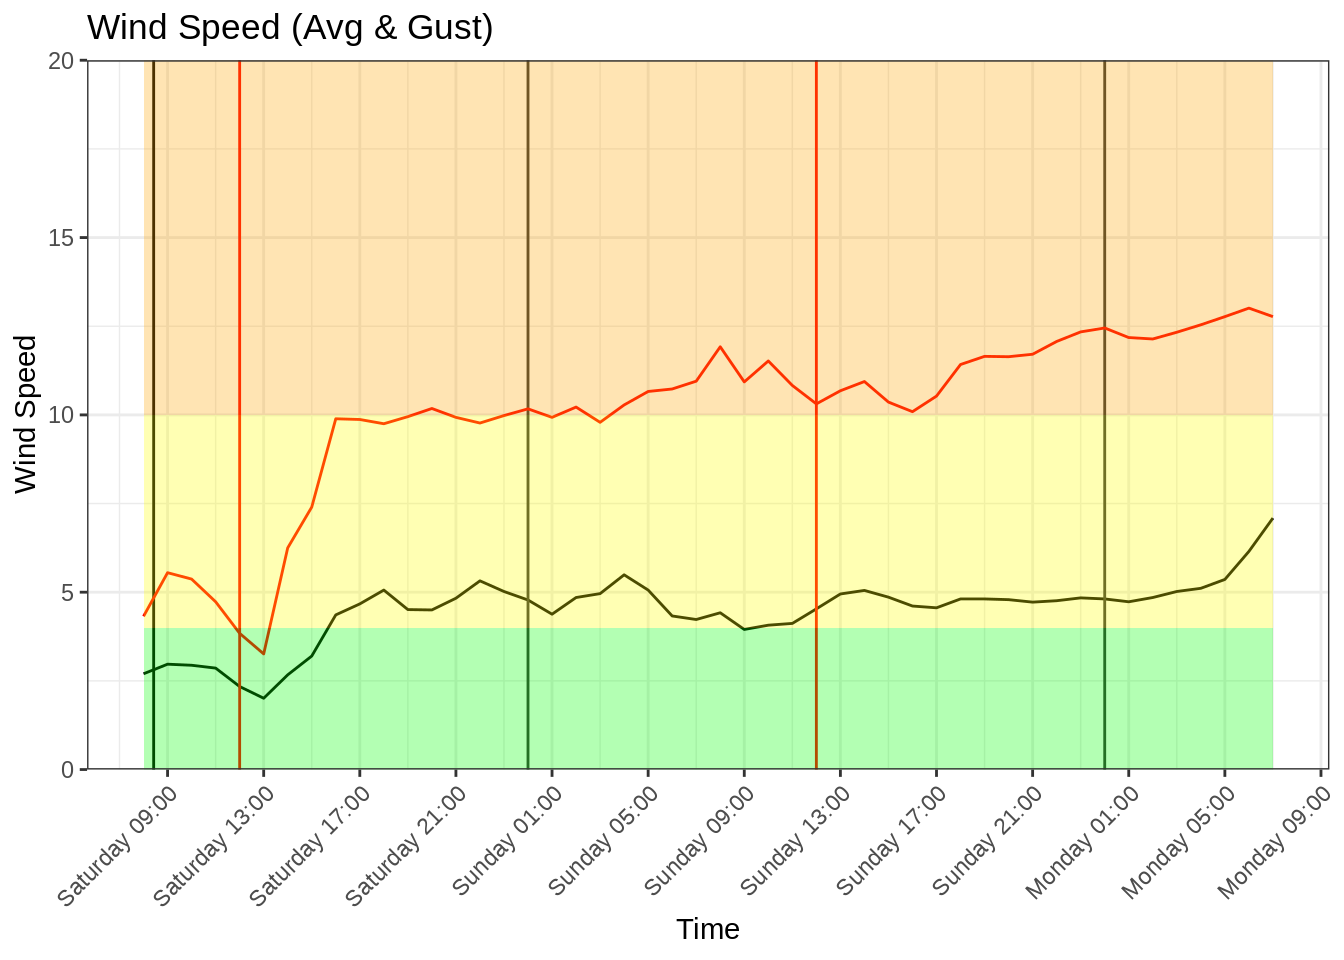 Wind Speed (Avg & Gust)
20
15
10
5
0
Wind Speed
Saturday 09:00
Saturday 13:00
Saturday 17:00
Saturday 21:00
Sunday 01:00
Sunday 05:00
Sunday 09:00
Sunday 13:00
Sunday 17:00
Sunday 21:00
Monday 01:00
Monday 05:00
Monday 09:00
Time